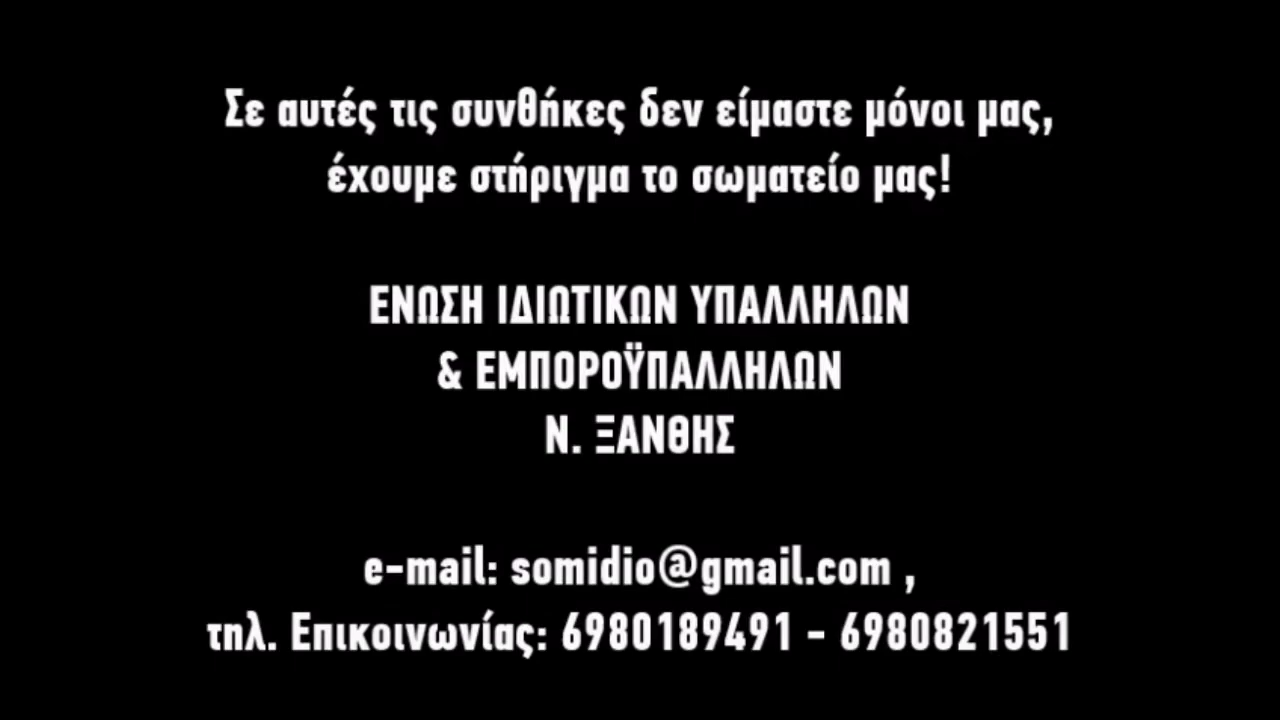 Σε αυτές τις συνθήκες δεν είμαστε μόνοι μας,
έχουμε στήριγμα το σωματείο μας!
ΕΝΩΣΗ ΙΔΙΩΤΙΚΩΝ ΥΠΑΛΛΗΛΩΝ
& ΕΜΠΟΡΟΫΠΑΛΛΗΛΩΝ
Ν. ΞΑΝΘΗΣ
e-mail: somidio@gmail.com ,
τηλ. Επικοινωνίας: 6980189491 - 6980821551